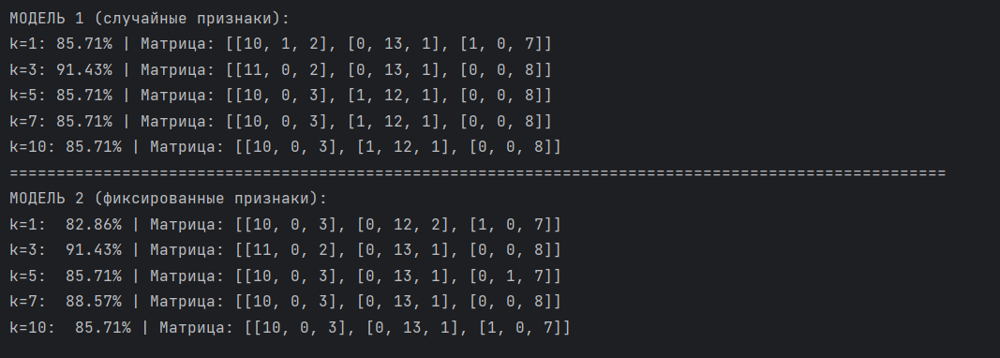 МОДЕЛЬ 1 (случайные признаки):
k=1: 85.71% | Матрица: [[10, 1, 2], [0, 13, 1], [1, 0, 7]]
k=3: 91.43% | Матрица: [[11, 0, 2], [0, 13, 1], [0, 0, 8]]
k=5: 85.71% | Матрица: [[10, 0, 3], [1, 12, 1], [0, 0, 8]]
k=7: 85.71% | Матрица: [[10, 0, 3], [1, 12, 1], [0, 0, 8]]
k=10: 85.71% | Матрица: [[10, 0, 3], [1, 12, 1], [0, 0, 8]]
====================================================================================================
МОДЕЛЬ 2 (фиксированные признаки):
k=1:  82.86% | Матрица: [[10, 0, 3], [0, 12, 2], [1, 0, 7]]
k=3:  91.43% | Матрица: [[11, 0, 2], [0, 13, 1], [0, 0, 8]]
k=5:  85.71% | Матрица: [[10, 0, 3], [0, 13, 1], [0, 1, 7]]
k=7:  88.57% | Матрица: [[10, 0, 3], [0, 13, 1], [0, 0, 8]]
k=10:  85.71% | Матрица: [[10, 0, 3], [0, 13, 1], [1, 0, 7]]